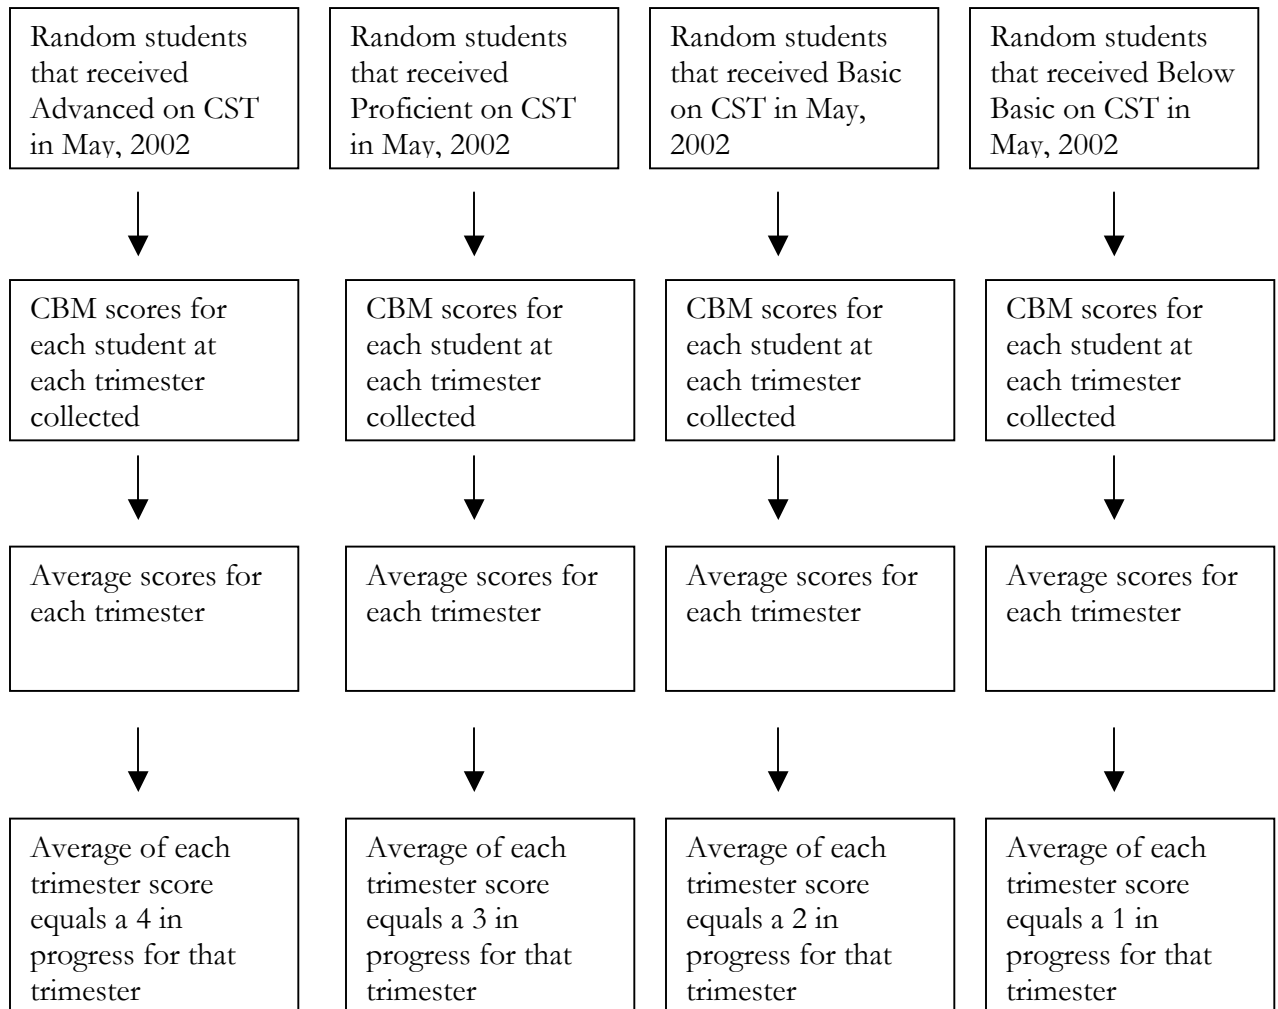 Random students
that received
Advanced on CST
in May, 2002
Random students
that received
Proficient on CST
in May, 2002
Random students
that received Basic
on CST in May,
2002
Random students
that received Below
Basic on CST in
May, 2002
CBM scores for
each student at
each trimester
collected
CBM scores for
each student at
each trimester
collected
CBM scores for
each student at
each trimester
collected
CBM scores for
each student at
each trimester
collected
Average scores for
each trimester
Average scores for
each trimester
Average scores for
each trimester
Average scores for
each trimester
Average of each
trimester score
equals a 4 in
progress for that
trimester
Average of each
trimester score
equals a 3 in
progress for that
trimester
Average of each
trimester score
equals a 2 in
progress for that
trimester
Average of each
trimester score
equals a 1 in
progress for that
trimester